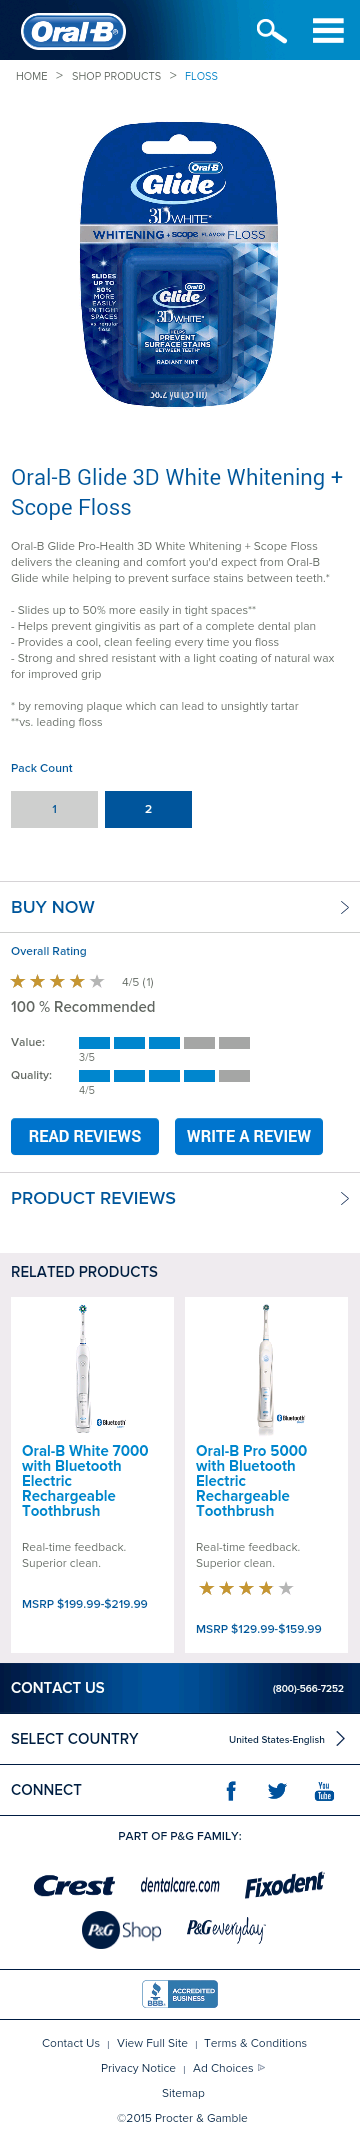 Oral-B
HOME > SHOP PRODUCTS > FLOSS
Oral-B
Glide
3D WHITE
WHITENING + scope FLAVOR FLOSS
SLIDES
UP TO
50%
MORE
EASILY
IN TIGHT
SPACES
vs. regular
floss
Oral-B
Glide
3D WHITE
HELPS
PREVENT
SURFACE STAINS
BETWEEN TEETH*
RADIANT MINT
38.2 yd (35 m)
Oral-B Glide 3D White Whitening +
Scope Floss
Oral-B Glide Pro-Health 3D White Whitening + Scope Floss
delivers the cleaning and comfort you'd expect from Oral-B
Glide while helping to prevent surface stains between teeth.*
- Slides up to 50% more easily in tight spaces**
- Helps prevent gingivitis as part of a complete dental plan
- Provides a cool, clean feeling every time you floss
- Strong and shred resistant with a light coating of natural wax
for improved grip
* by removing plaque which can lead to unsightly tartar
**vs. leading floss
Pack Count
1 2
BUY NOW
Overall Rating
4/5 (1)
100 % Recommended
Value:
3/5
Quality:
4/5
READ REVIEWS WRITE A REVIEW
PRODUCT REVIEWS
RELATED PRODUCTS
Bluetooth
Oral-B White 7000
with Bluetooth
Electric
Rechargeable
Toothbrush
Real-time feedback.
Superior clean.
MSRP $199.99-$219.99
Bluetooth
Oral-B Pro 5000
with Bluetooth
Electric
Rechargeable
Toothbrush
Real-time feedback.
Superior clean.
MSRP $129.99-$159.99
CONTACT US (800)-566-7252
SELECT COUNTRY United States-English
CONNECT f You Tube
PART OF P&G FAMILY:
Crest dentalcare.com Fixodent
P&G Shop P&G everyday
BBB. ACCREDITED BUSINESS
Contact Us | View Full Site | Terms & Conditions
Privacy Notice | Ad Choices
Sitemap
©2015 Procter & Gamble